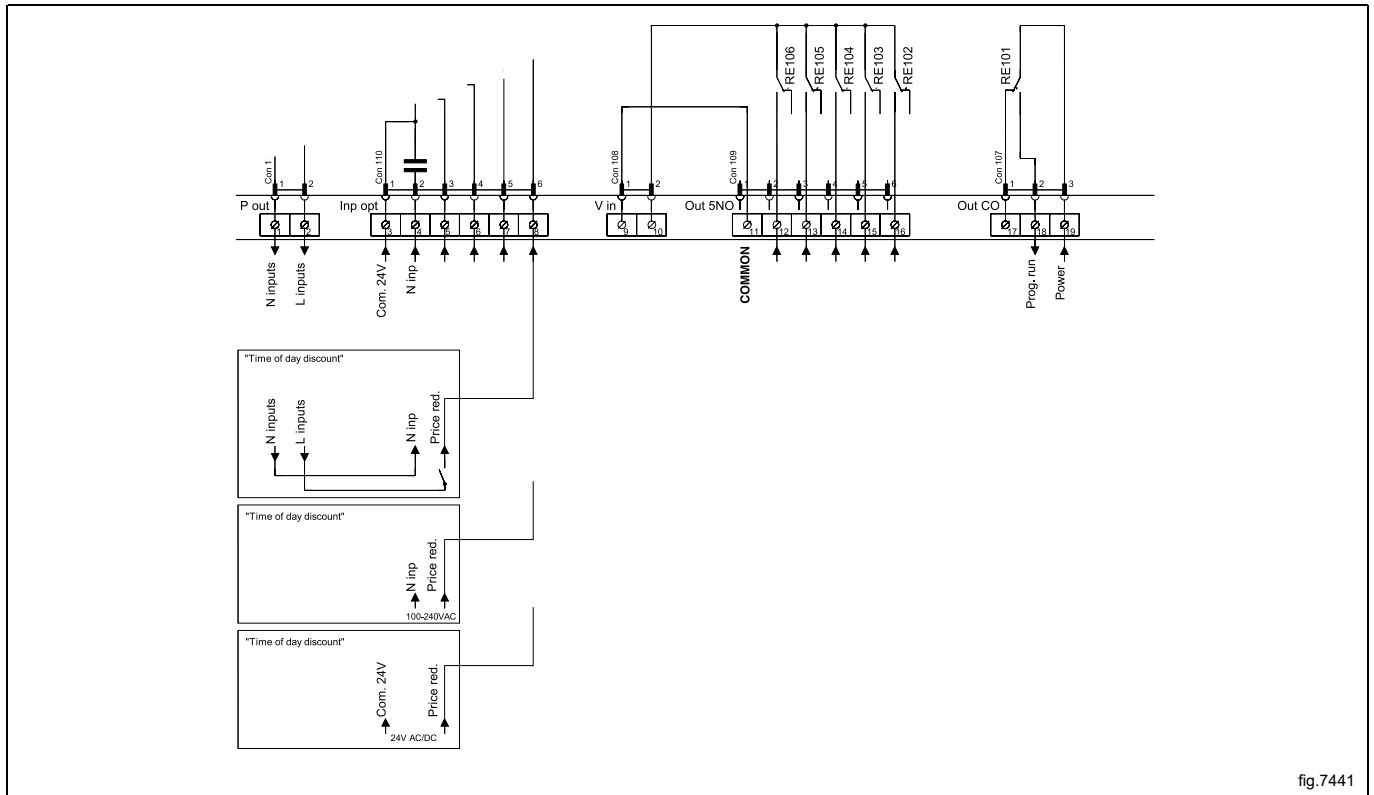 RE106
RE105
RE104
RE103
RE102
RE101
Con 1
Con 110
Con 108
Con 109
Con 107
1 2
1 2 3 4 5 6
1 2
1 2 3 4 5 6
1 2 3
P out
Inp opt
V in
Out 5NO
Out CO
1 2
3 4 5 6 7 8
9 10
11 12 13 14 15 16
17 18 19
N inputs
L inputs
Com. 24V
N inp
COMMON
Prog. run
Power
"Time of day discount"
N inputs
L inputs
N inp
Price red.
"Time of day discount"
N inp
Price red.
100-240VAC
"Time of day discount"
Com. 24V
Price red.
24V AC/DC
fig.7441